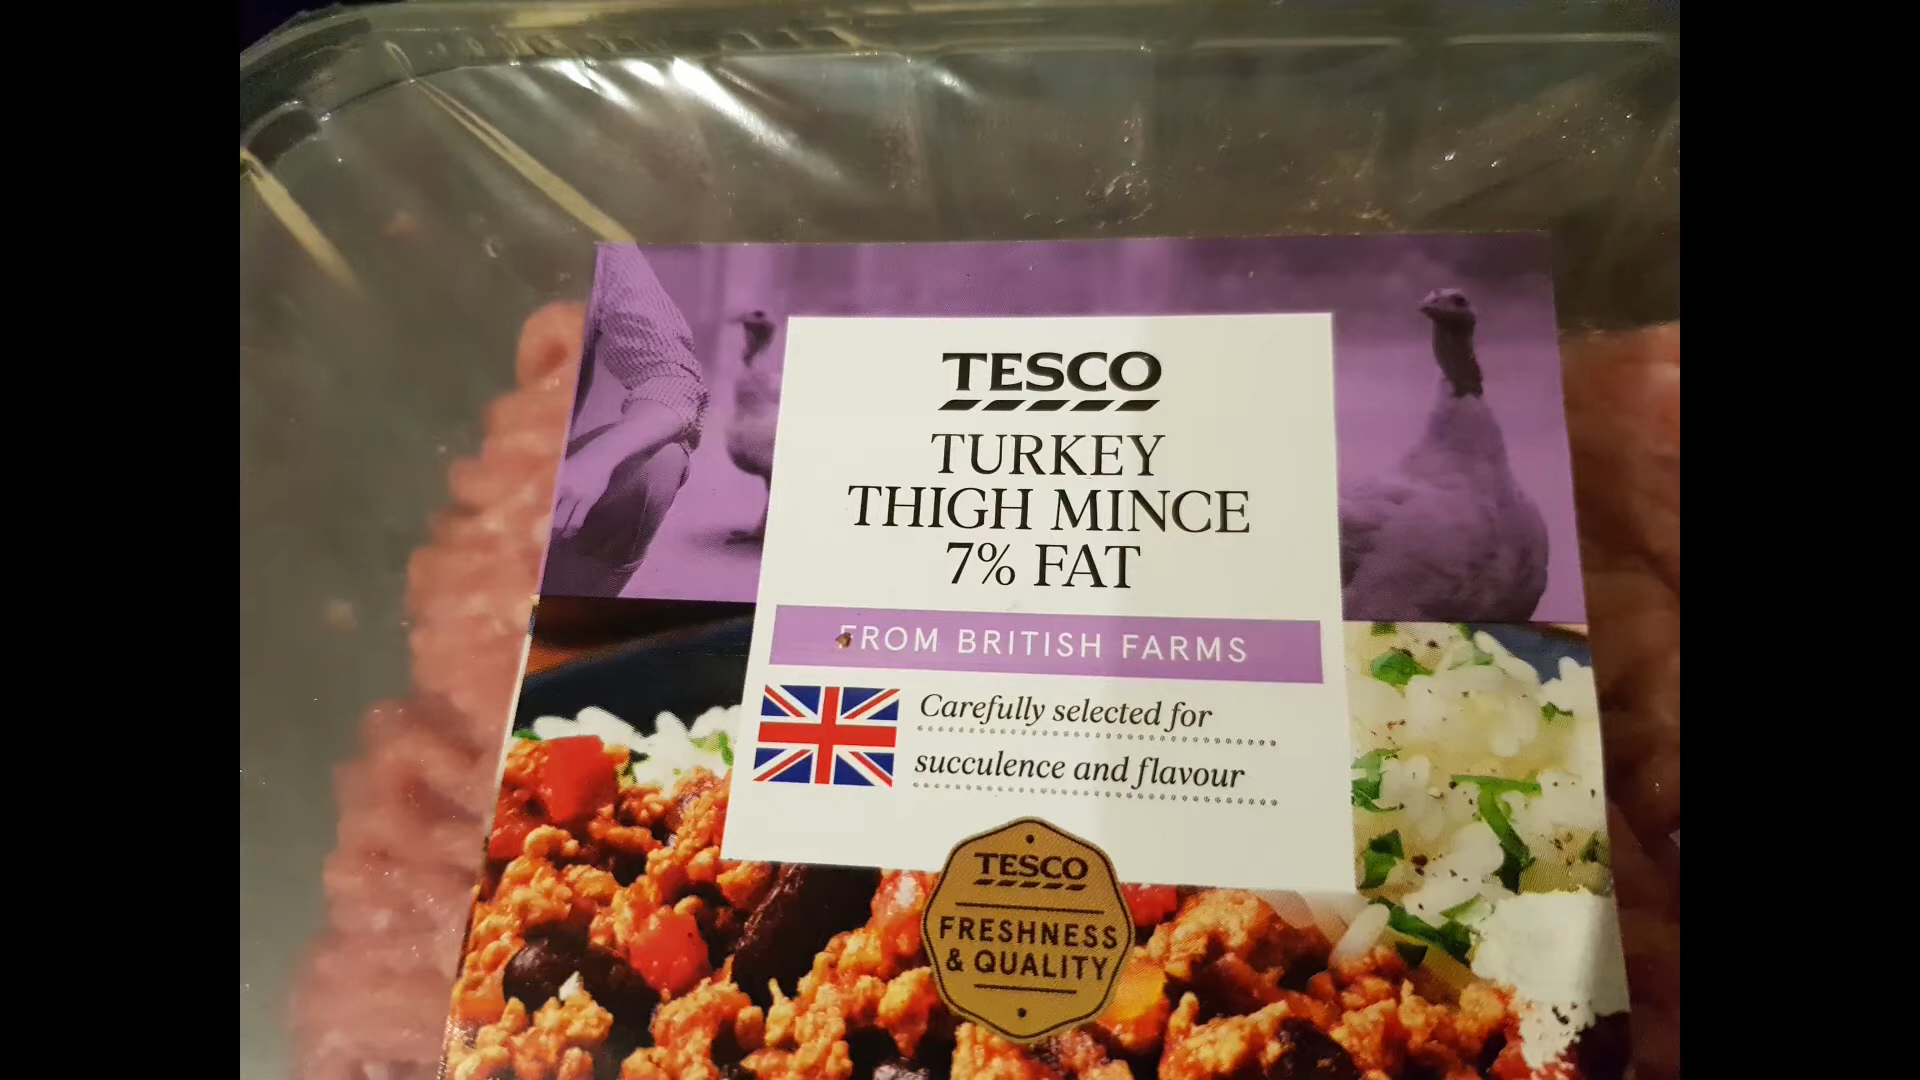 TESCO
TURKEY
THIGH MINCE
7% FAT
FROM BRITISH FARMS
Carefully selected for
succulence and flavour
TESCO
FRESHNESS
& QUALITY